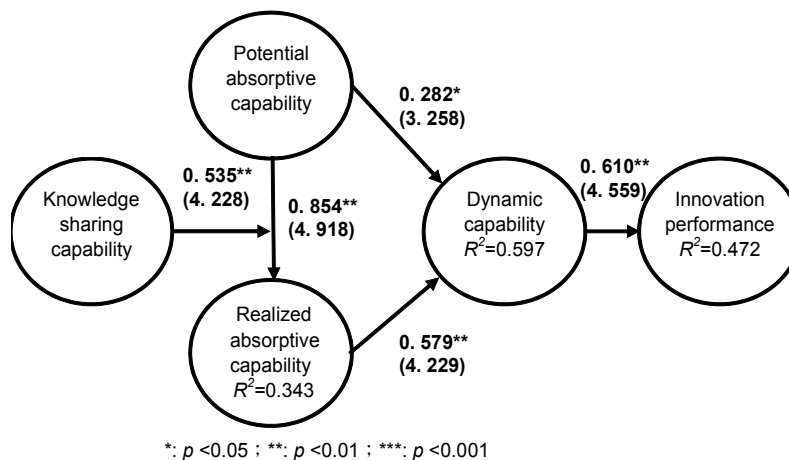 Potential
absorptive
capability
0. 282*
(3. 258)
0. 535**
(4. 228)
0. 610**
(4. 559)
Knowledge
sharing
capability
0. 854**
(4. 918)
Dynamic
capability
R²=0.597
Innovation
performance
R²=0.472
Realized
absorptive
capability
R²=0.343
0. 579**
(4. 229)
*: p <0.05 ; **: p <0.01 ; ***: p <0.001